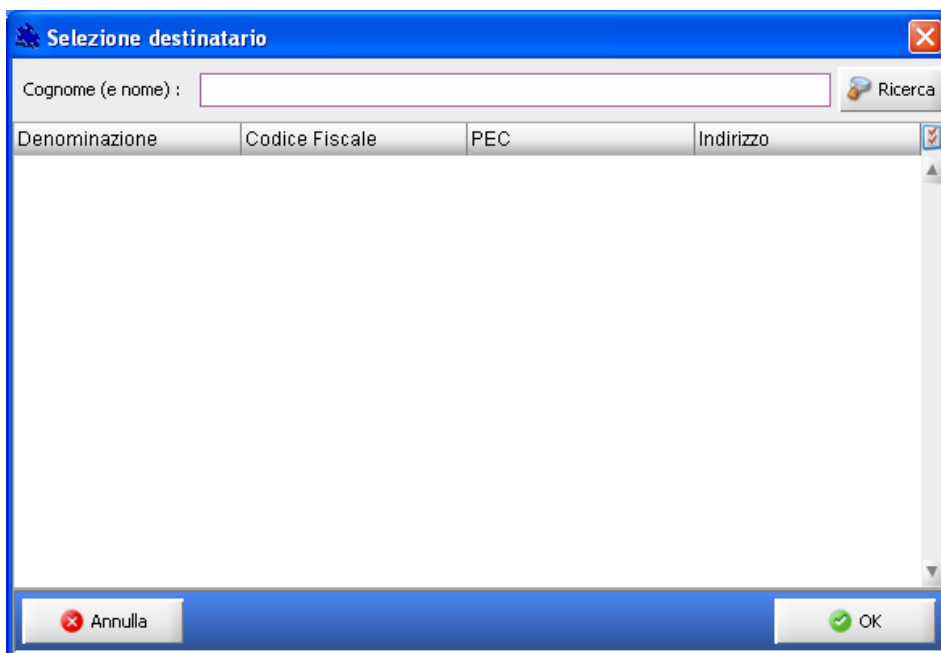 Selezione destinatario
Cognome (e nome) : Ricerca
Denominazione Codice Fiscale PEC Indirizzo
Annulla OK